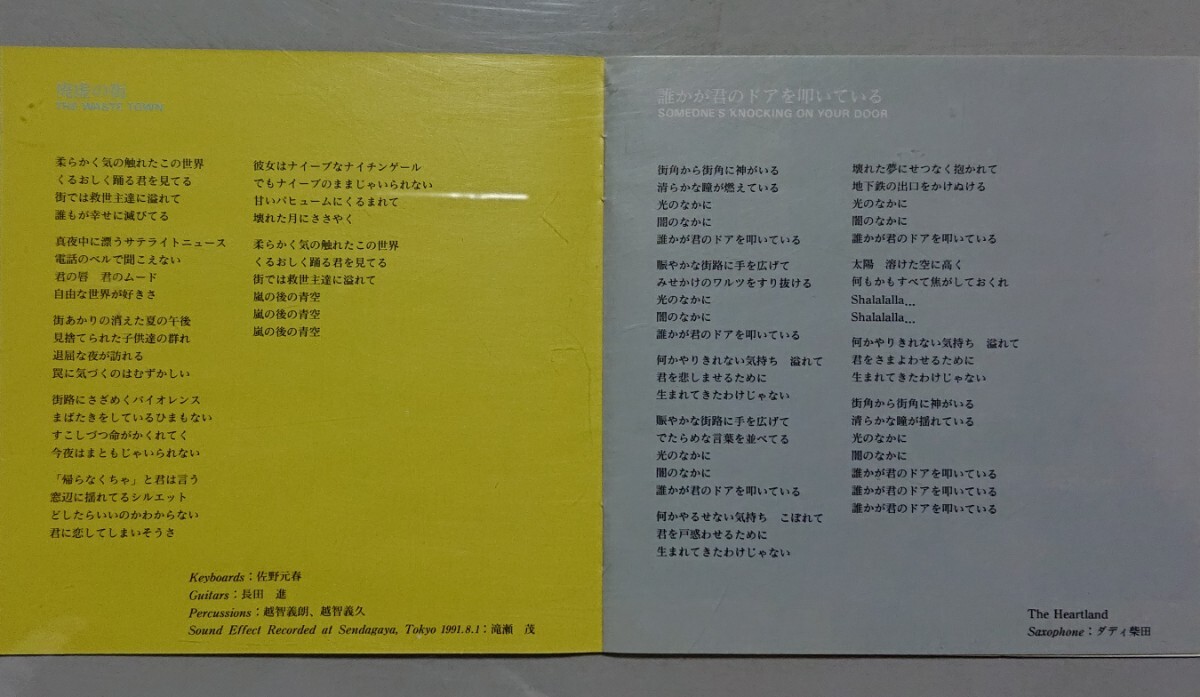 廃墟の街
THE WASTE TOWN
柔らかく気の触れたこの世界
くるおしく踊る君を見てる
街では救世主達に溢れて
誰もが幸せに滅びてる
真夜中に漂うサテライトニュース
電話のベルで聞こえない
君の唇　君のムード
自由な世界が好きさ
街あかりの消えた夏の午後
見捨てられた子供達の群れ
退屈な夜が訪れる
罠に気づくのはむずかしい
街路にさざめくバイオレンス
まばたきをしているひまもない
すこしづつ命がかくれてく
今夜はまともじゃいられない
「帰らなくちゃ」と君は言う
窓辺に揺れてるシルエット
どしたらいいのかわからない
君に恋してしまいそうさ
彼女はナイーブなナイチンゲール
でもナイーブのままじゃいられない
甘いパヒュームにくるまれて
壊れた月にささやく
柔らかく気の触れたこの世界
くるおしく踊る君を見てる
街では救世主達に溢れて
嵐の後の青空
嵐の後の青空
嵐の後の青空
Keyboards：佐野元春
Guitars：長田　進
Percussions：越智義朗、越智義久
Sound Effect Recorded at Sendagaya, Tokyo 1991.8.1：滝瀬　茂
誰かが君のドアを叩いている
SOMEONE'S KNOCKING ON YOUR DOOR
街角から街角に神がいる
清らかな瞳が燃えている
光のなかに
闇のなかに
誰かが君のドアを叩いている
賑やかな街路に手を広げて
みせかけのワルツをすり抜ける
光のなかに
闇のなかに
誰かが君のドアを叩いている
何かやりきれない気持ち　溢れて
君を悲しませるために
生まれてきたわけじゃない
賑やかな街路に手を広げて
でたらめな言葉を並べてる
光のなかに
闇のなかに
誰かが君のドアを叩いている
何かやるせない気持ち　こぼれて
君を戸惑わせるために
生まれてきたわけじゃない
壊れた夢にせつなく抱かれて
地下鉄の出口をかけぬける
光のなかに
闇のなかに
誰かが君のドアを叩いている
太陽　溶けた空に高く
何もかもすべて焦がしておくれ
Shalalalla...
Shalalalla...
何かやりきれない気持ち　溢れて
君をさまよわせるために
生まれてきたわけじゃない
街角から街角に神がいる
清らかな瞳が揺れている
光のなかに
闇のなかに
誰かが君のドアを叩いている
誰かが君のドアを叩いている
誰かが君のドアを叩いている
The Heartland
Saxophone：ダディ柴田